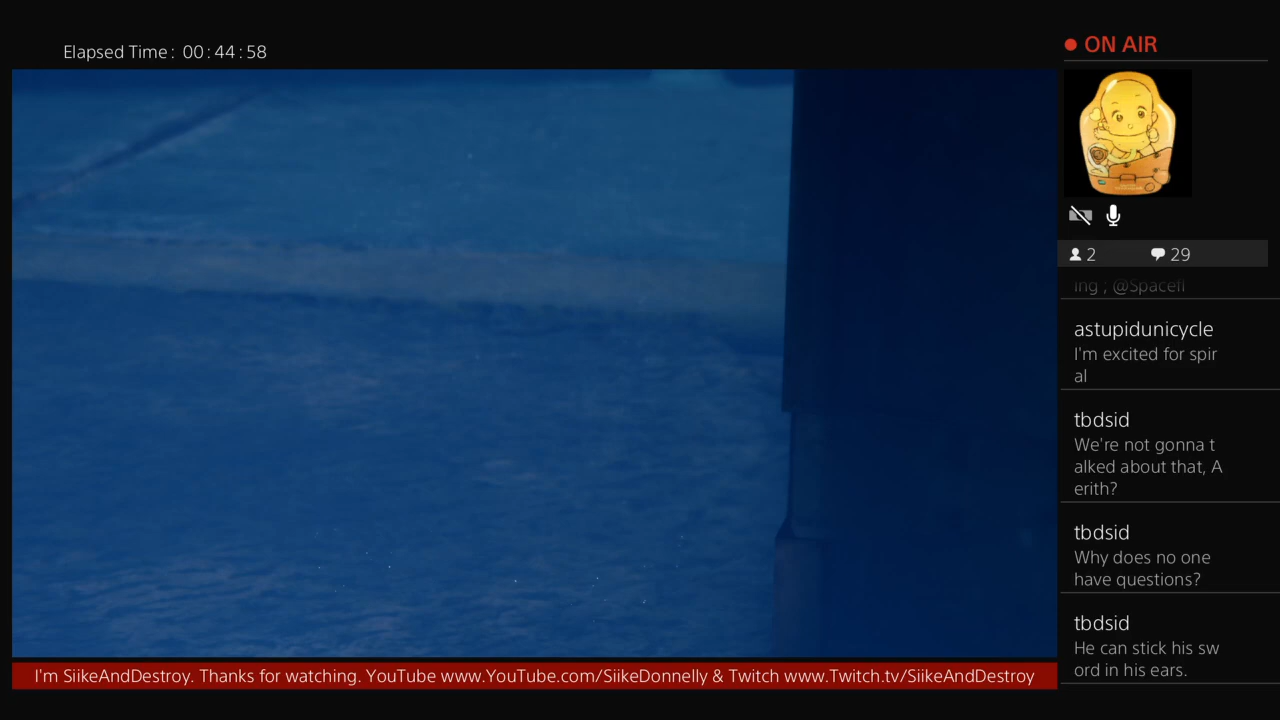 Elapsed Time: 00:44:58
ON AIR
2 29
ing ; @Spacefl
astupidunicycle
I'm excited for spir
al
tbdsid
We're not gonna t
alked about that, A
erith?
tbdsid
Why does no one
have questions?
tbdsid
He can stick his sw
ord in his ears.
I'm SiikeAndDestroy. Thanks for watching. YouTube www.YouTube.com/SiikeDonnelly & Twitch www.Twitch.tv/SiikeAndDestroy